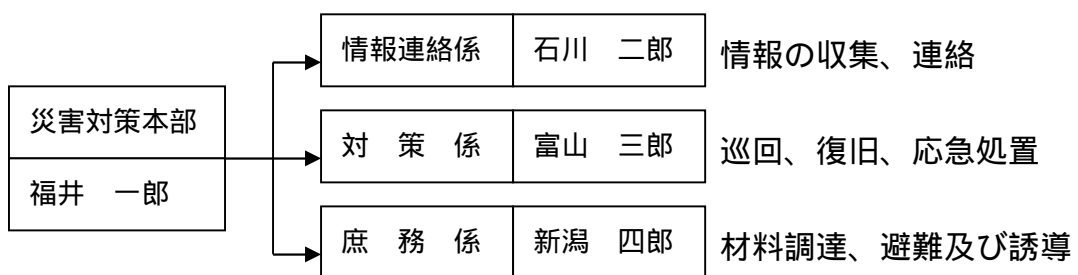 情報連絡係 石川 二郎 情報の収集、連絡
災害対策本部
福井 一郎
対 策 係 富山 三郎 巡回、復旧、応急処置
庶 務 係 新潟 四郎 材料調達、避難及び誘導